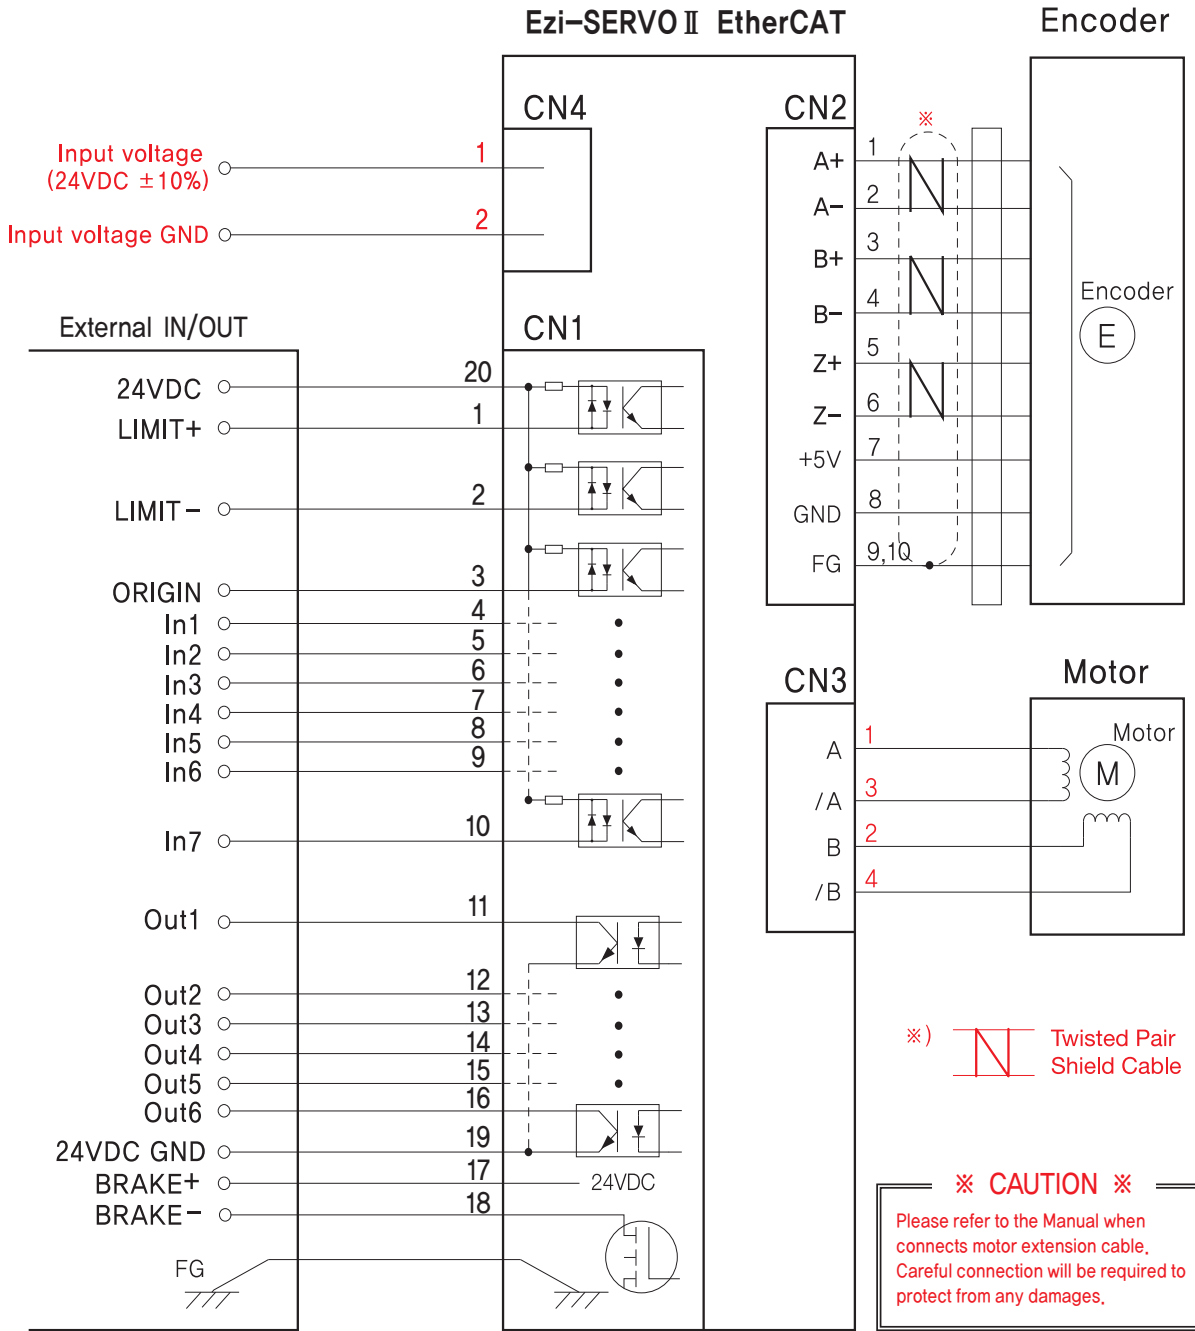 Ezi-SERVO Ⅱ EtherCAT
Encoder
CN4
CN2
Input voltage
(24VDC ±10%)
1
Input voltage GND
2
※
A+ 1
A- 2
B+ 3
B- 4
Z+ 5
Z- 6
+5V 7
GND 8
FG 9,10
Encoder
E
External IN/OUT
CN1
24VDC 20
LIMIT+ 1
LIMIT- 2
ORIGIN 3
In1 4
In2 5
In3 6
In4 7
In5 8
In6 9
In7 10
Out1 11
Out2 12
Out3 13
Out4 14
Out5 15
Out6 16
24VDC GND 19
BRAKE+ 17 24VDC
BRAKE- 18
FG
CN3
Motor
A 1
/A 3
B 2
/B 4
Motor
M
※) Twisted Pair
Shield Cable
※ CAUTION ※
Please refer to the Manual when
connects motor extension cable.
Careful connection will be required to
protect from any damages.